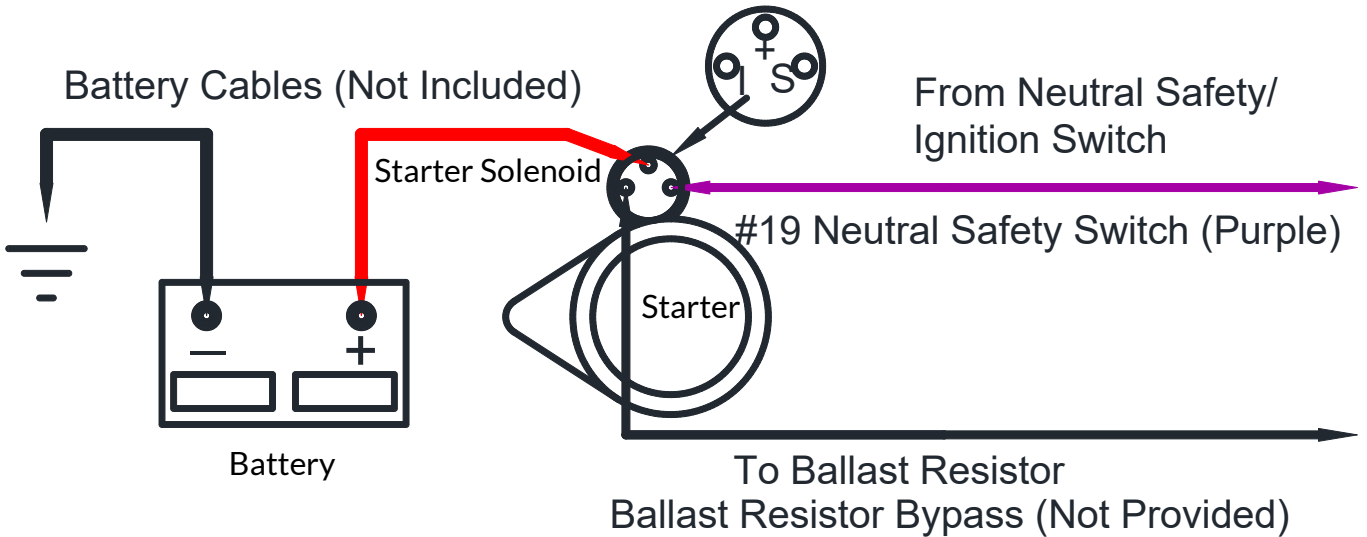 +
I S
Battery Cables (Not Included)
From Neutral Safety/
Ignition Switch
Starter Solenoid
#19 Neutral Safety Switch (Purple)
Starter
— +
Battery
To Ballast Resistor
Ballast Resistor Bypass (Not Provided)